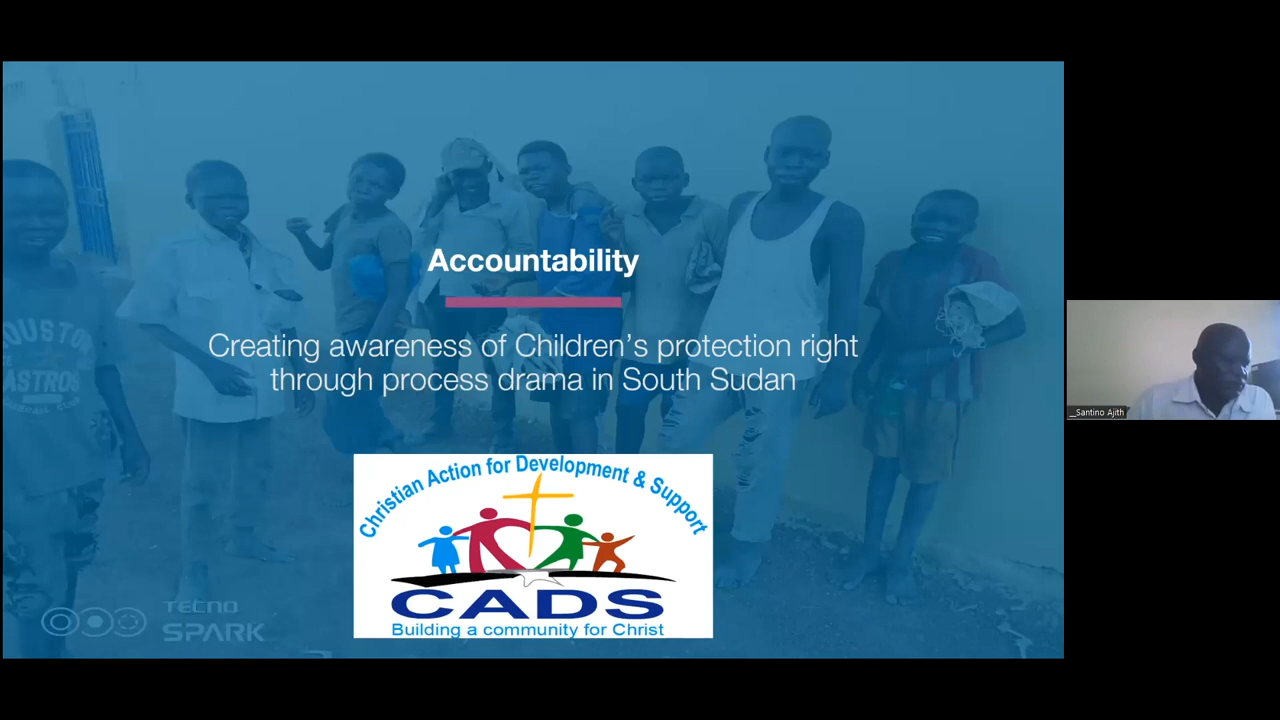 Accountability
Creating awareness of Children's protection right
through process drama in South Sudan
Christian Action for Development & Support
CADS
Building a community for Christ
TECNO
SPARK
__Santino Ajith